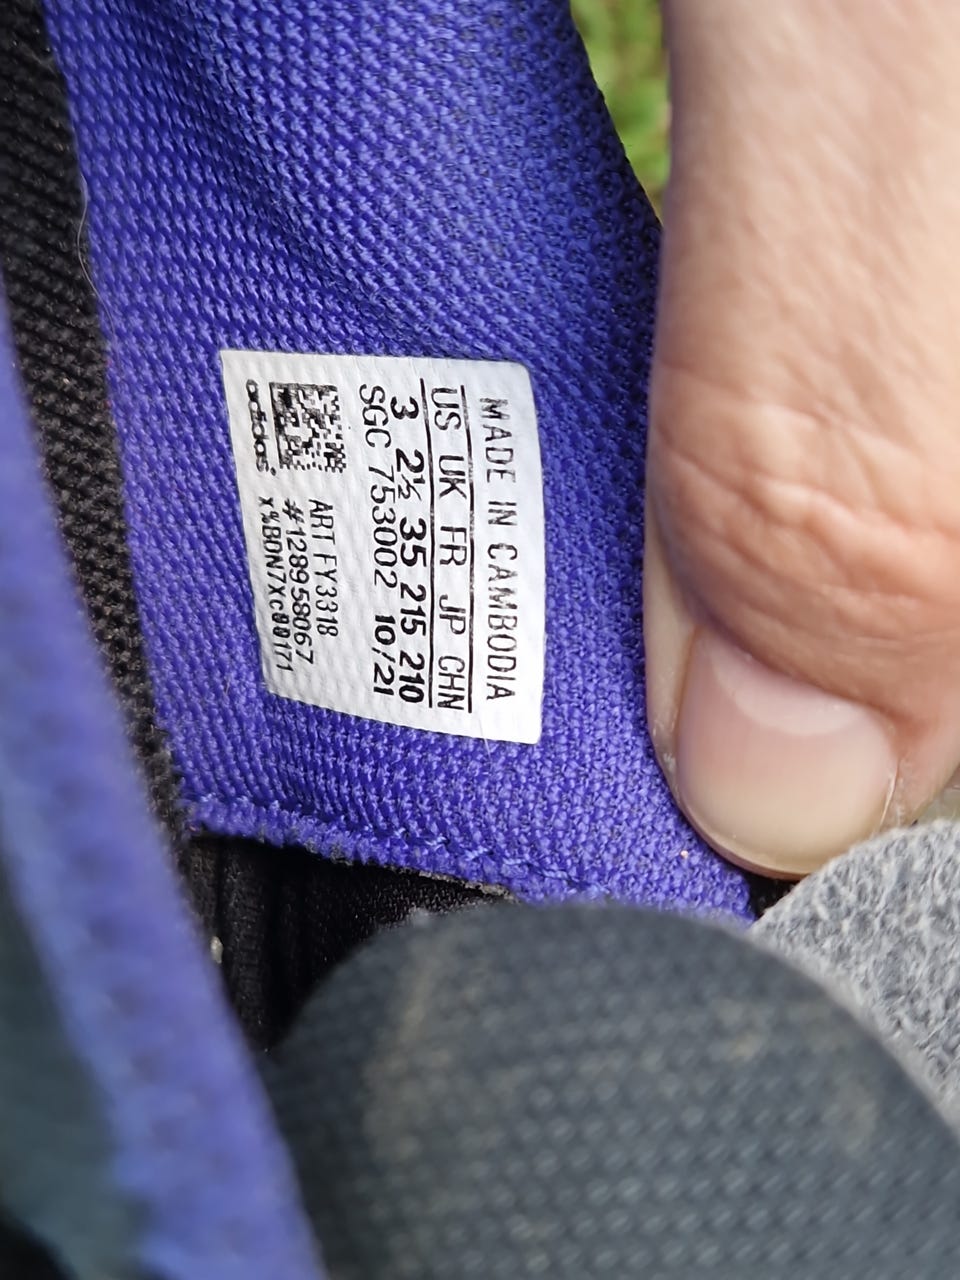 MADE IN CAMBODIA
US UK FR JP CHN
3 2½ 35 215 210
SGC 753002 10/21
ART FY3318
#128958067
adidas